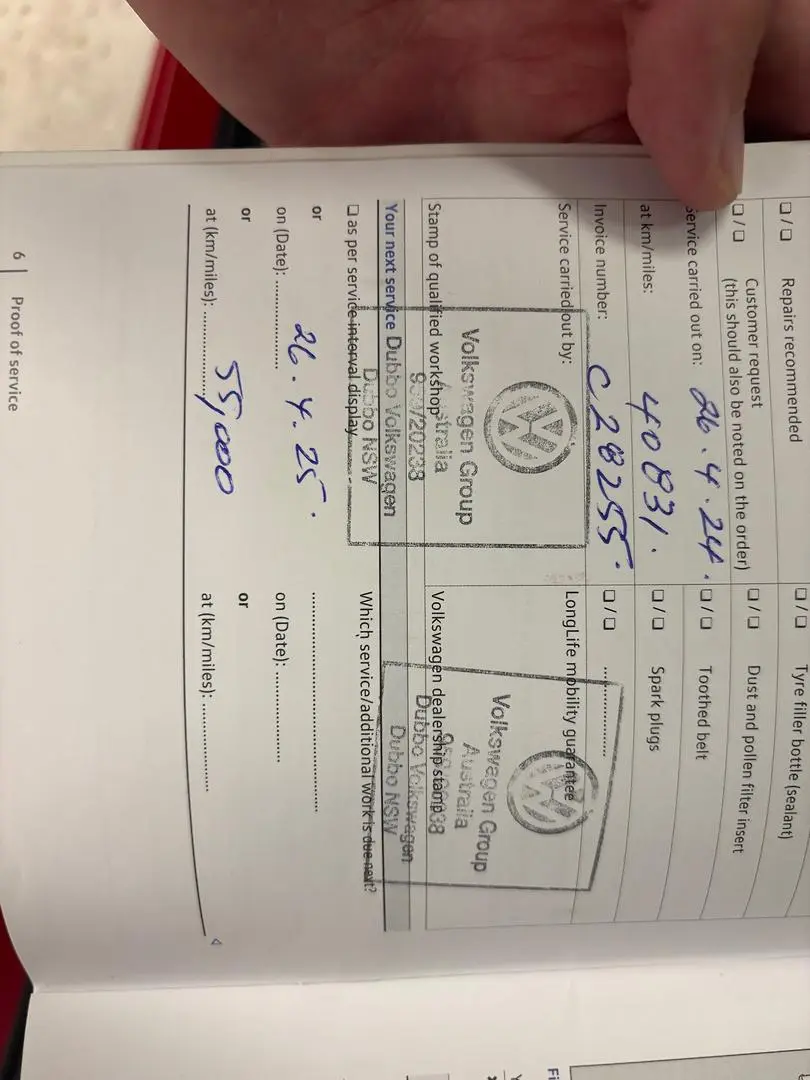 ☐ / ☐ Repairs recommended
☐ / ☐ Customer request
(this should also be noted on the order)
Service carried out on: 26.4.24.
at km/miles: 40831.
Invoice number: C28255.
Service carried out by:
Volkswagen Group
Australia
Stamp of qualified workshop
989/20238
Your next service
Dubbo Volkswagen
Dubbo NSW
☐ as per service interval display
or
on (Date): 26.4.25.
or
at (km/miles): 55,000
Tyre filler bottle (sealant)
☐ / ☐ Dust and pollen filter insert
☐ / ☐ Toothed belt
☐ / ☐ Spark plugs
☐ / ☐
LongLife mobility guarantee
Volkswagen Group
Australia
Volkswagen dealership stamp
Dubbo Volkswagen
Dubbo NSW
Which service/additional work is due next?
on (Date):
or
at (km/miles):
6 | Proof of service